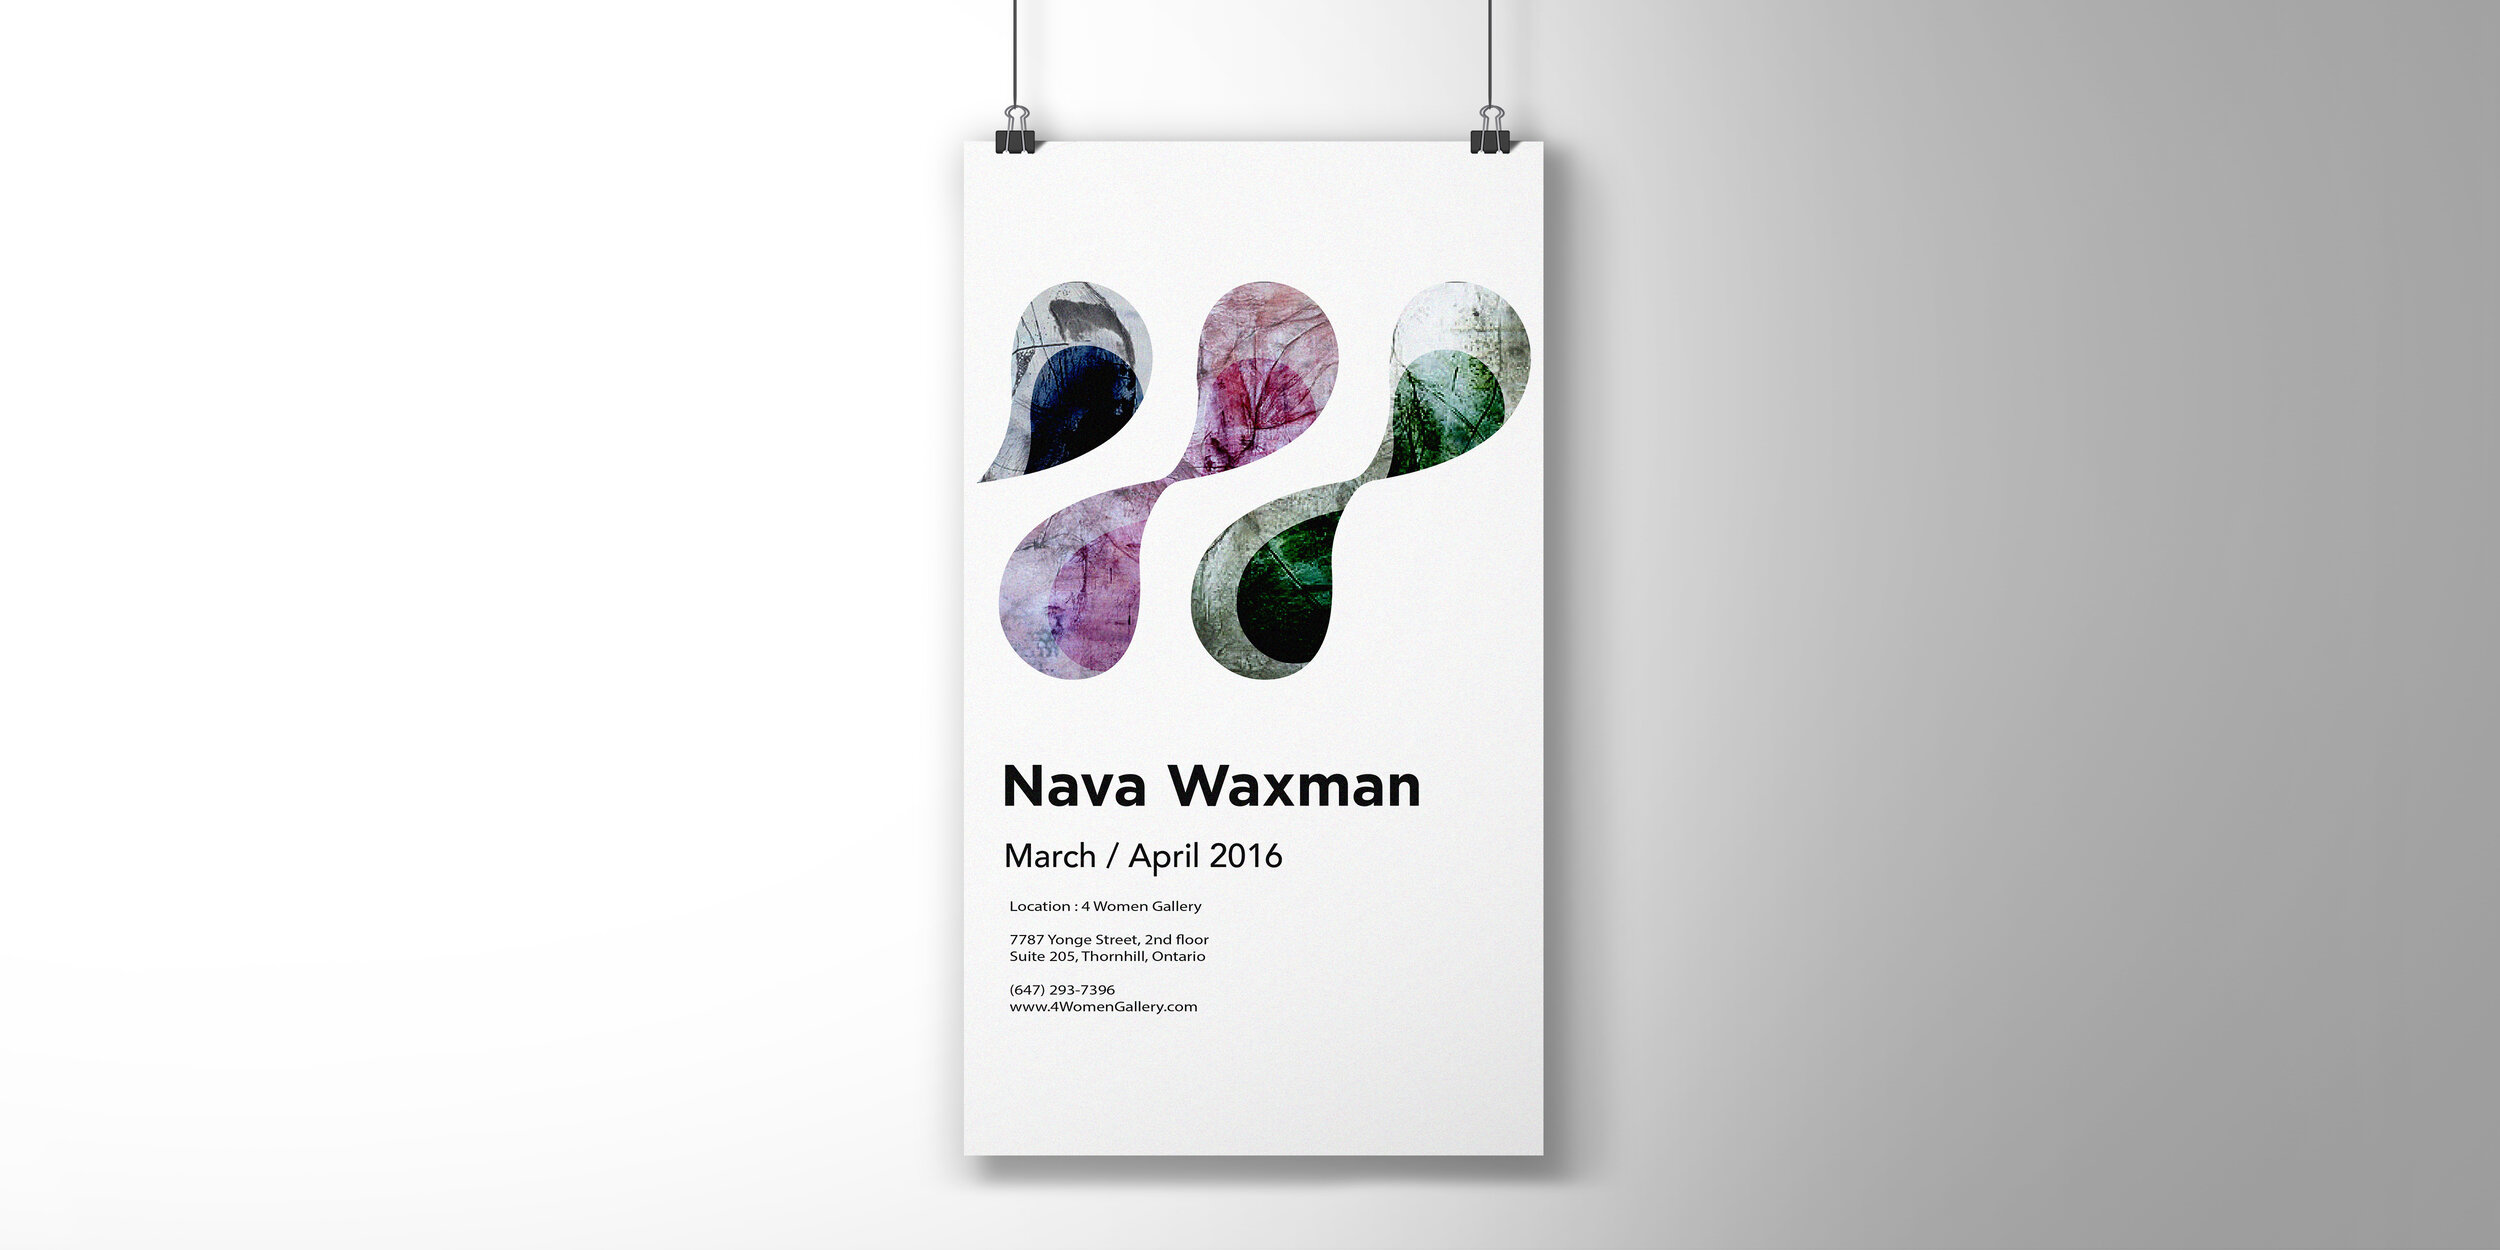 Nava Waxman
March / April 2016
Location : 4 Women Gallery
7787 Yonge Street, 2nd floor
Suite 205, Thornhill, Ontario
(647) 293-7396
www.4WomenGallery.com